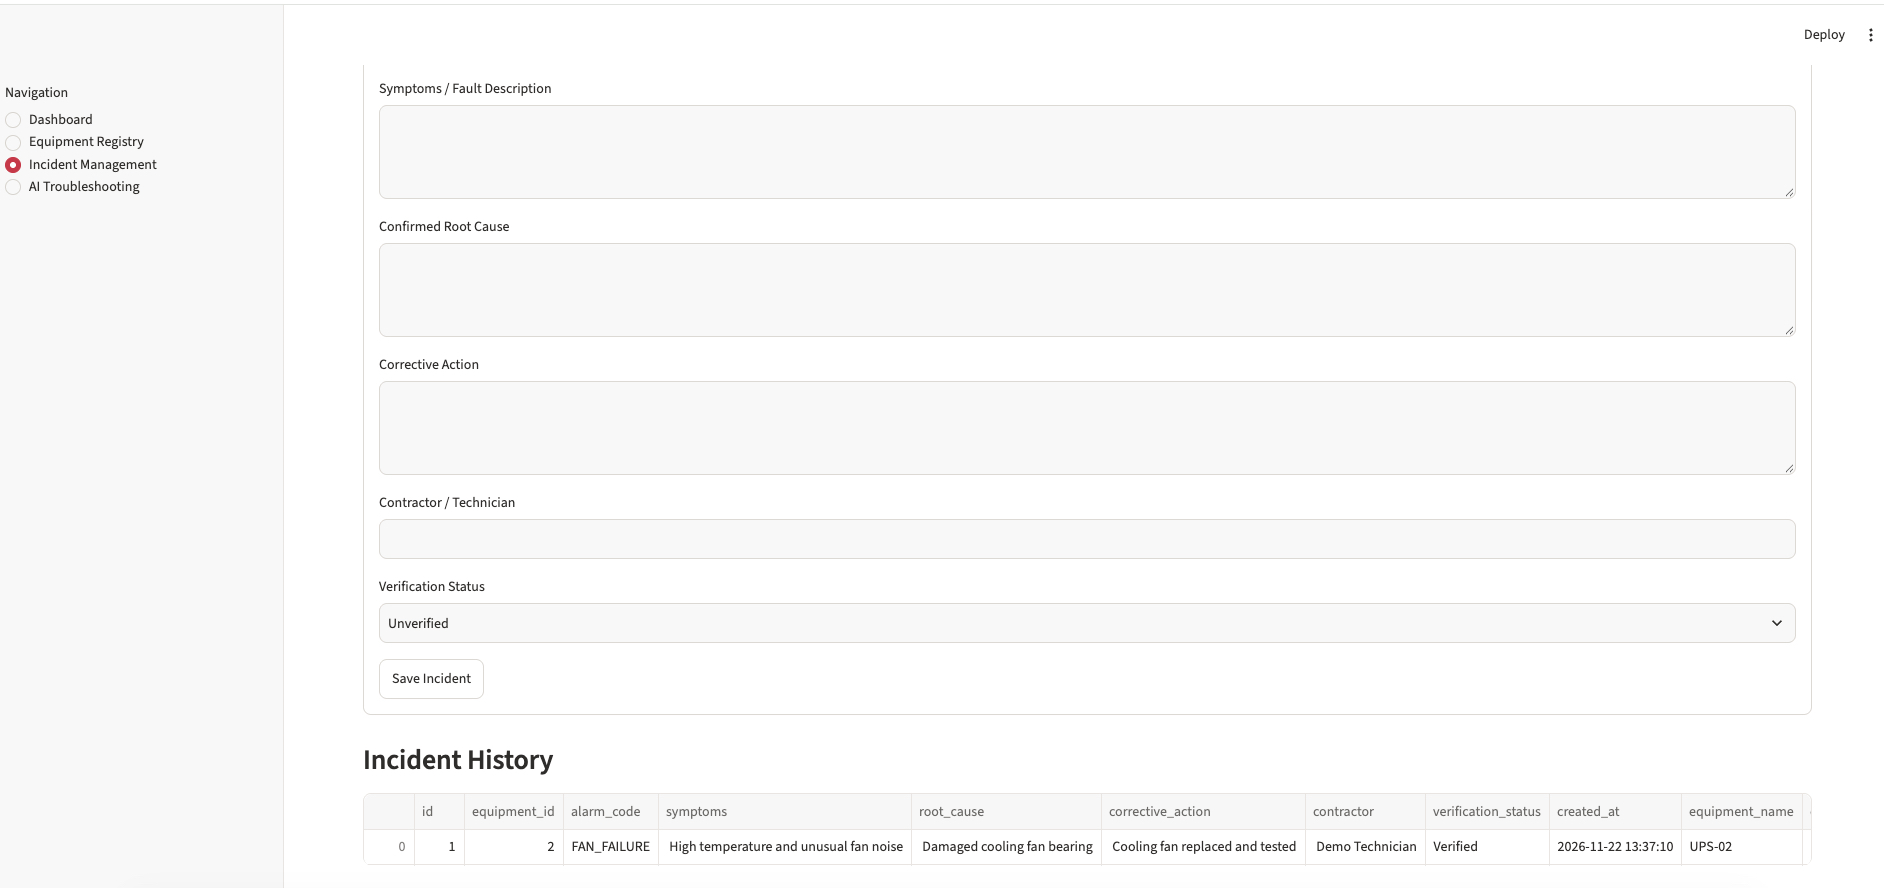 Deploy
Navigation
Dashboard
Equipment Registry
Incident Management
AI Troubleshooting
Symptoms / Fault Description
Confirmed Root Cause
Corrective Action
Contractor / Technician
Verification Status
Unverified
Save Incident
Incident History
id equipment_id alarm_code symptoms root_cause corrective_action contractor verification_status created_at equipment_name
0 1 2 FAN_FAILURE High temperature and unusual fan noise Damaged cooling fan bearing Cooling fan replaced and tested Demo Technician Verified 2026-11-22 13:37:10 UPS-02